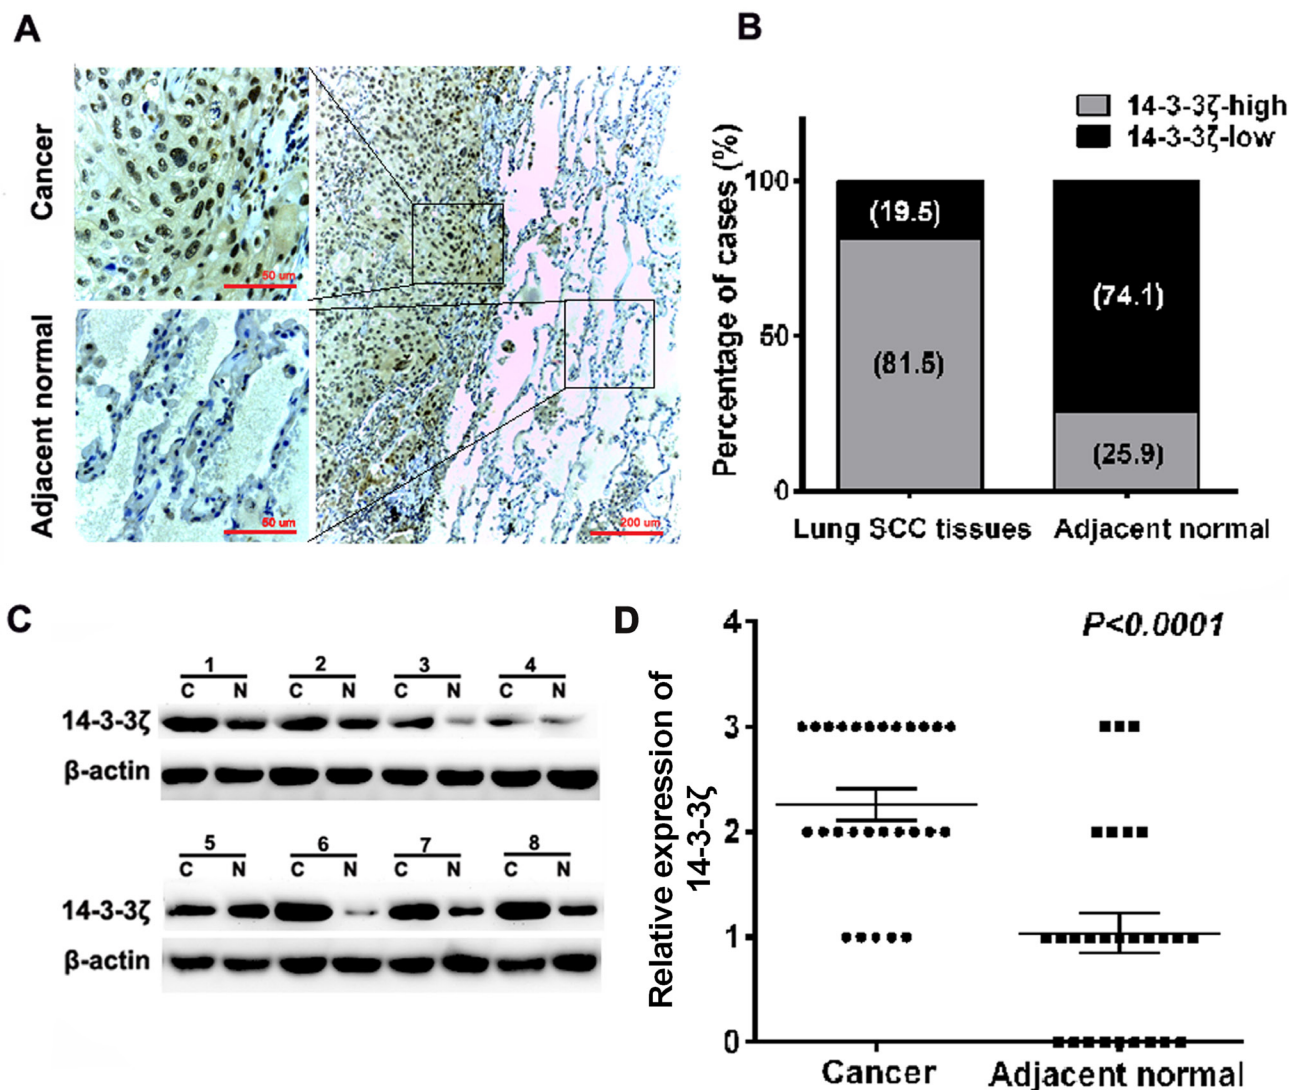 A
Cancer
Adjacent normal
50 um
50 um
200 um
B
14-3-3ζ-high
14-3-3ζ-low
Percentage of cases (%)
100
50
0
(19.5)
(81.5)
(74.1)
(25.9)
Lung SCC tissues
Adjacent normal
C
1 2 3 4
C N C N C N C N
14-3-3ζ
β-actin
5 6 7 8
C N C N C N C N
14-3-3ζ
β-actin
D
P<0.0001
Relative expression of
14-3-3ζ
4
3
2
1
0
Cancer
Adjacent normal